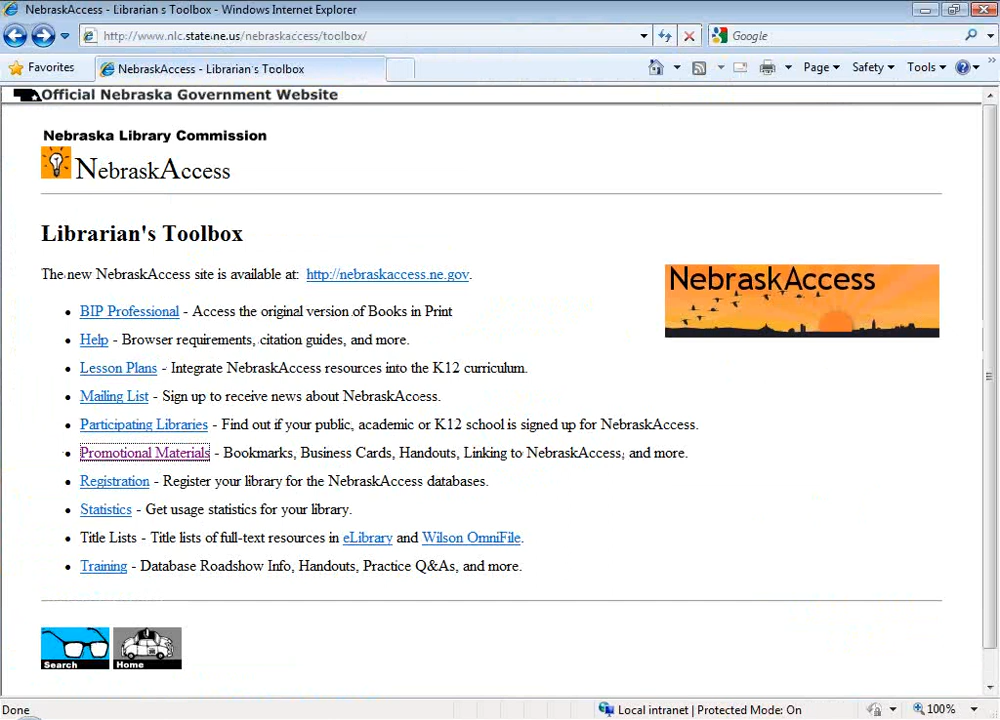 NebraskAccess - Librarian s Toolbox - Windows Internet Explorer
http://www.nlc.state.ne.us/nebraskaccess/toolbox/
Google
Favorites
NebraskAccess - Librarian's Toolbox
Page
Safety
Tools
Official Nebraska Government Website
Nebraska Library Commission
NebraskAccess
Librarian's Toolbox
The new NebraskAccess site is available at: http://nebraskaccess.ne.gov.
NebraskAccess
• BIP Professional - Access the original version of Books in Print
• Help - Browser requirements, citation guides, and more.
• Lesson Plans - Integrate NebraskAccess resources into the K12 curriculum.
• Mailing List - Sign up to receive news about NebraskAccess.
• Participating Libraries - Find out if your public, academic or K12 school is signed up for NebraskAccess.
• Promotional Materials - Bookmarks, Business Cards, Handouts, Linking to NebraskAccess, and more.
• Registration - Register your library for the NebraskAccess databases.
• Statistics - Get usage statistics for your library.
• Title Lists - Title lists of full-text resources in eLibrary and Wilson OmniFile.
• Training - Database Roadshow Info, Handouts, Practice Q&As, and more.
Search
Home
Done
Local intranet | Protected Mode: On
100%